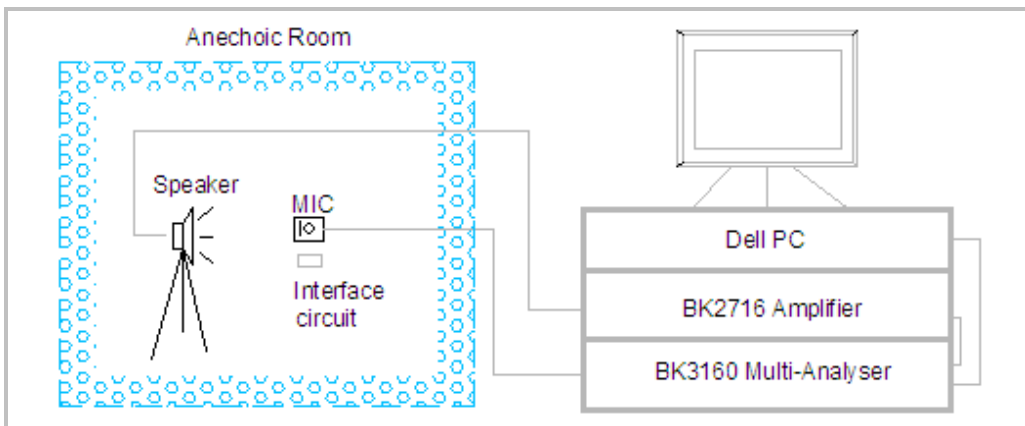 Anechoic Room
Speaker
MIC
Interface
circuit
Dell PC
BK2716 Amplifier
BK3160 Multi-Analyser